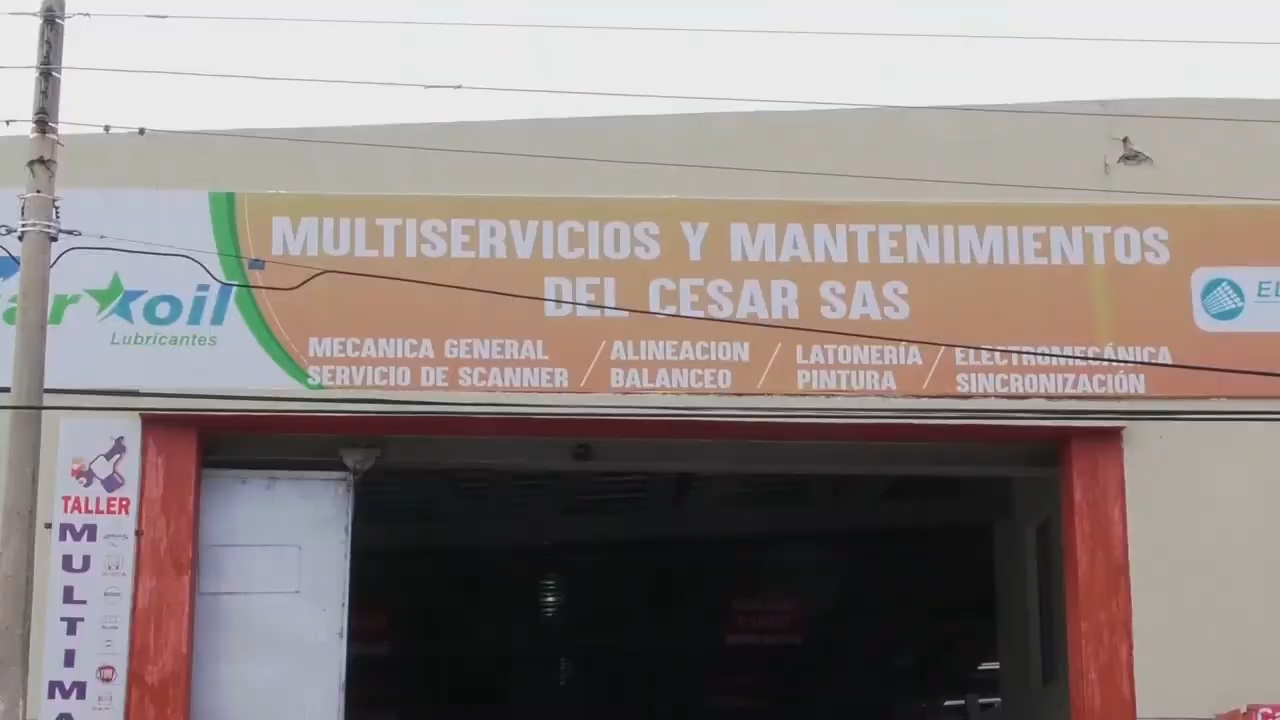 MULTISERVICIOS Y MANTENIMIENTOS
DEL CESAR SAS
oil
Lubricantes
MECANICA GENERAL
SERVICIO DE SCANNER
ALINEACION
BALANCEO
LATONERÍA
PINTURA
ELECTROMECÁNICA
SINCRONIZACIÓN
TALLER
MULTIMA